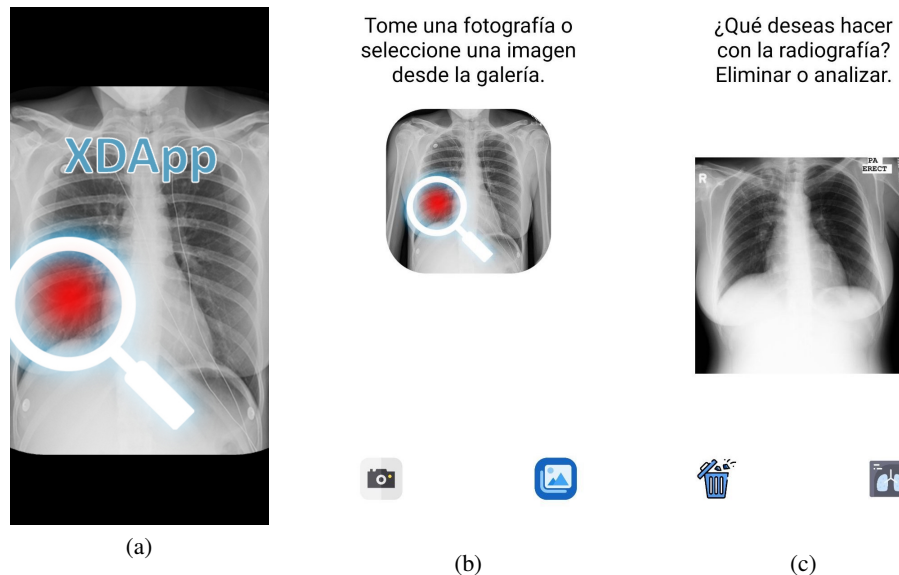 XDApp
(a)
Tome una fotografía o
seleccione una imagen
desde la galería.
(b)
¿Qué deseas hacer
con la radiografía?
Eliminar o analizar.
R
PA
ERECT
(c)